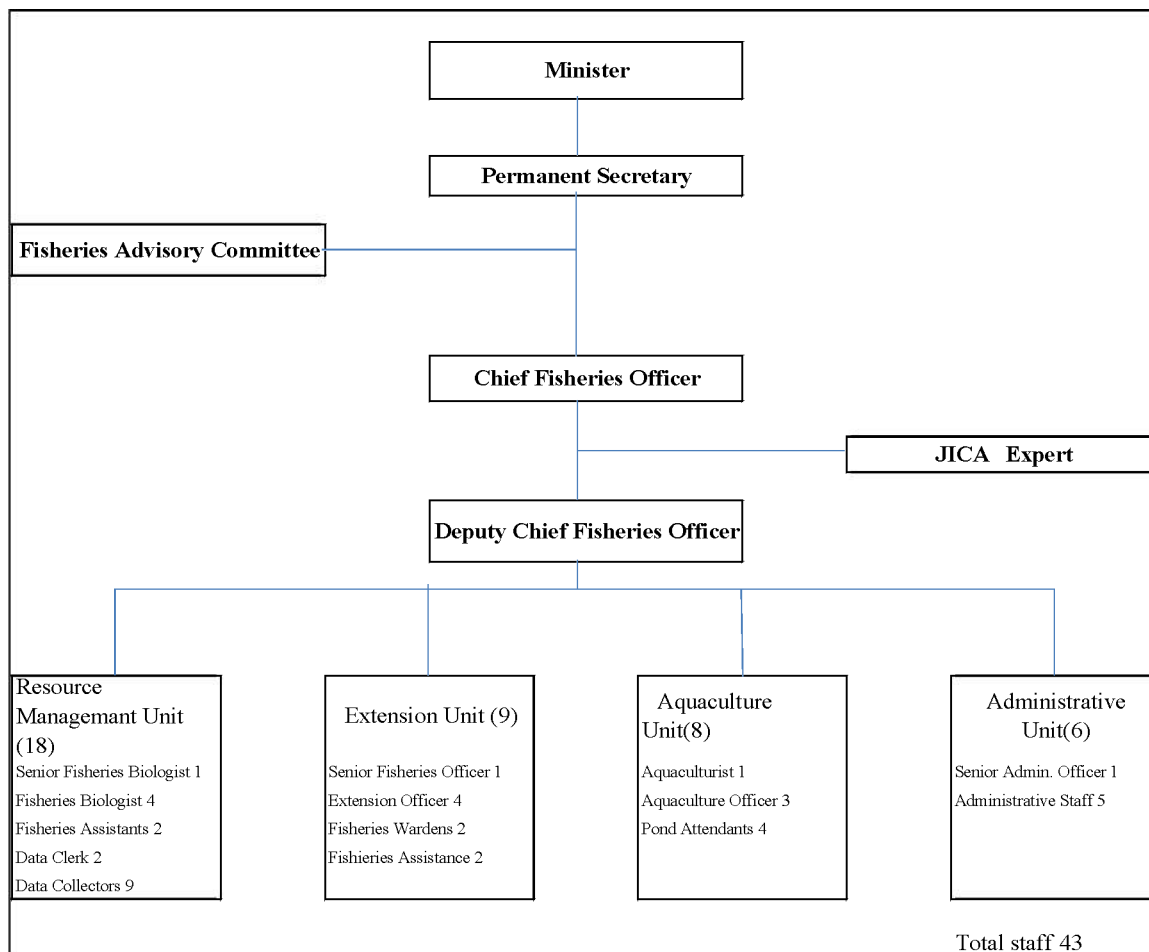 Minister
Permanent Secretary
Fisheries Advisory Committee
Chief Fisheries Officer
JICA Expert
Deputy Chief Fisheries Officer
Resource
Managemant Unit
(18)
Senior Fisheries Biologist 1
Fisheries Biologist 4
Fisheries Assistants 2
Data Clerk 2
Data Collectors 9
Extension Unit (9)
Senior Fisheries Officer 1
Extension Officer 4
Fisheries Wardens 2
Fishieries Assistance 2
Aquaculture
Unit(8)
Aquaculturist 1
Aquaculture Officer 3
Pond Attendants 4
Administrative
Unit(6)
Senior Admin. Officer 1
Administrative Staff 5
Total staff 43